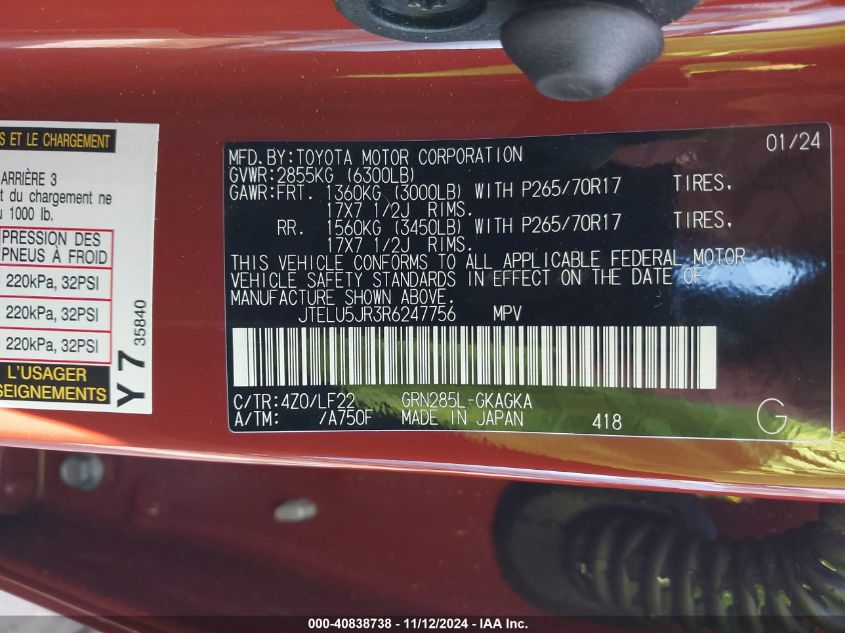 S ET LE CHARGEMENT
ARRIÈRE 3
t du chargement ne
u 1000 lb.
PRESSION DES
PNEUS À FROID
220kPa, 32PSI
220kPa, 32PSI
220kPa, 32PSI
L'USAGER
SEIGNEMENTS
Y 7 35840
MFD.BY:TOYOTA MOTOR CORPORATION 01/24
GVWR:2855KG (6300LB)
GAWR:FRT. 1360KG (3000LB) WITH P265/70R17 TIRES.
17X7 1/2J RIMS.
RR. 1560KG (3450LB) WITH P265/70R17 TIRES.
17X7 1/2J RIMS.
THIS VEHICLE CONFORMS TO ALL APPLICABLE FEDERAL MOTOR
VEHICLE SAFETY STANDARDS IN EFFECT ON THE DATE OF
MANUFACTURE SHOWN ABOVE.
JTELU5JR3R6247756 MPV
C/TR:4Z0/LF22 GRN285L-GKAGKA
A/TM: /A750F MADE IN JAPAN 418 G
000-40838738 - 11/12/2024 - IAA Inc.